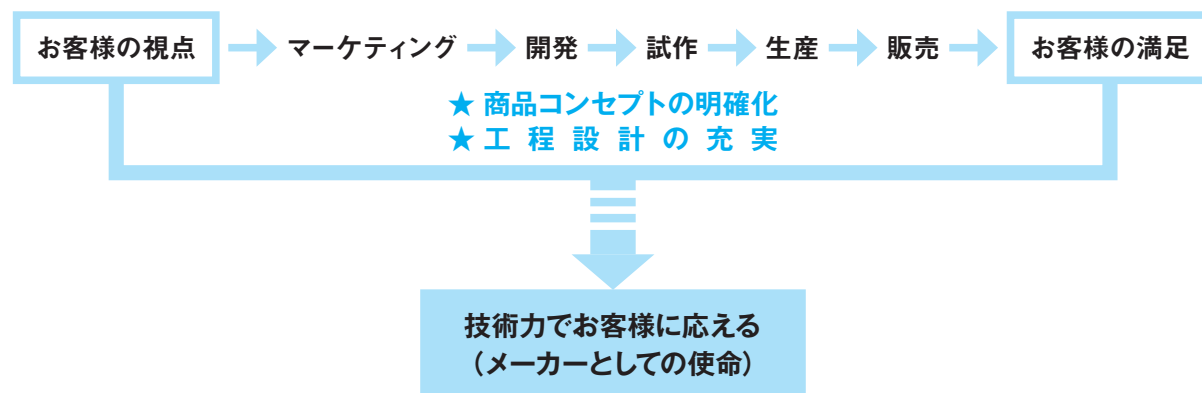 お客様の視点 マーケティング 開発 試作 生産 販売 お客様の満足
★ 商品コンセプトの明確化
★ 工程設計の充実
技術力でお客様に応える
（メーカーとしての使命）